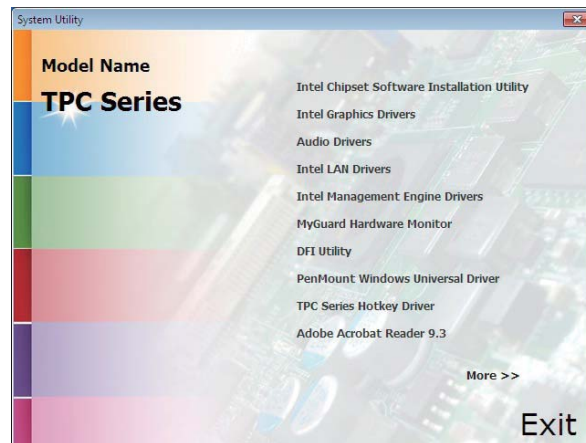 System Utility
Model Name
TPC Series
Intel Chipset Software Installation Utility
Intel Graphics Drivers
Audio Drivers
Intel LAN Drivers
Intel Management Engine Drivers
MyGuard Hardware Monitor
DFI Utility
PenMount Windows Universal Driver
TPC Series Hotkey Driver
Adobe Acrobat Reader 9.3
More >>
Exit